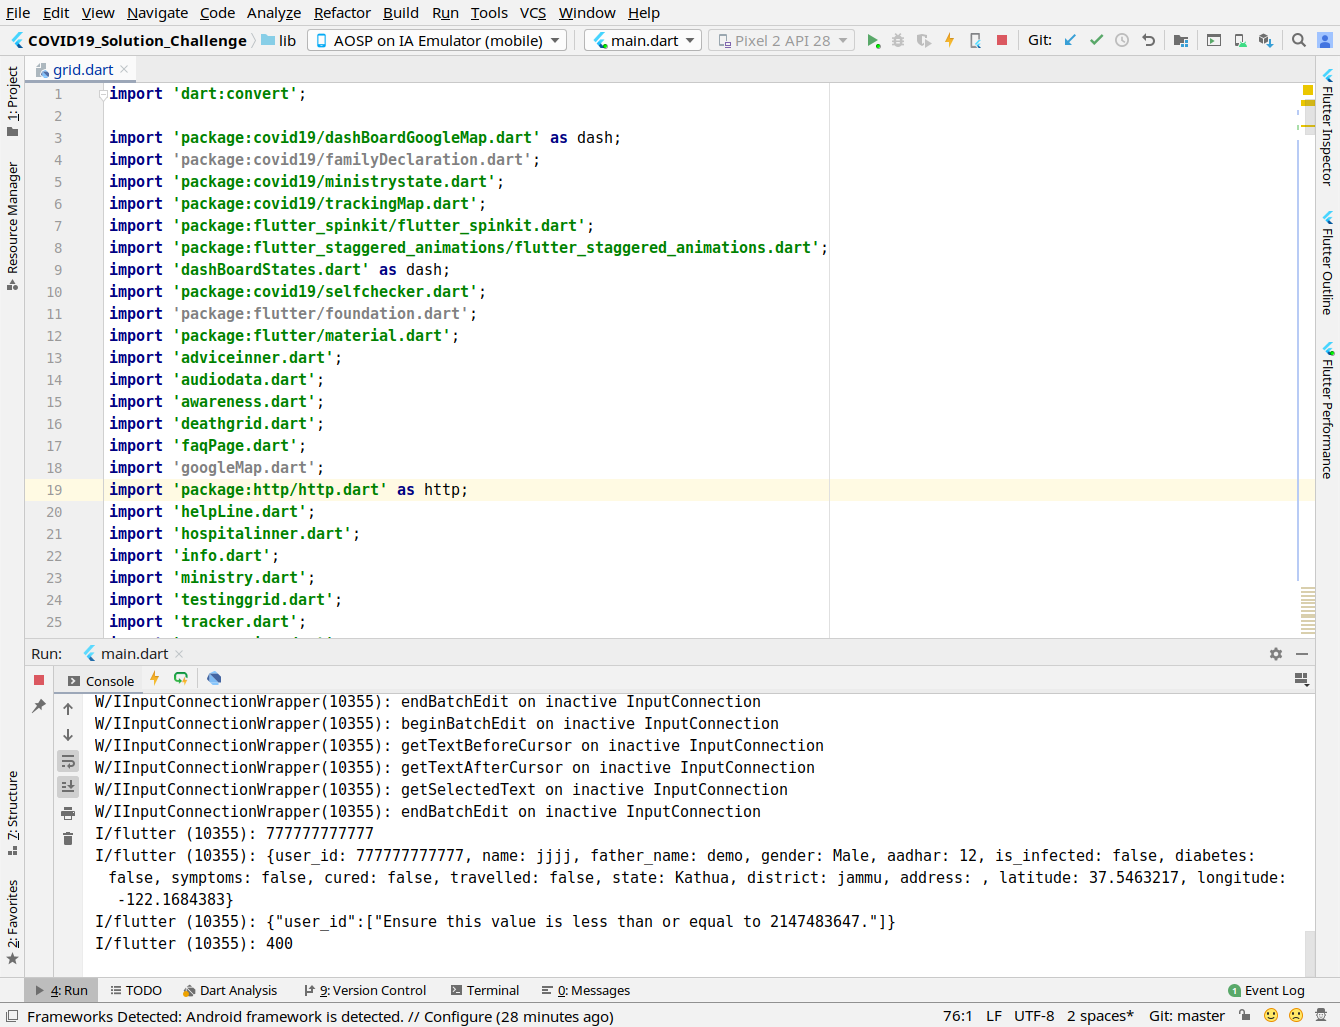 File Edit View Navigate Code Analyze Refactor Build Run Tools VCS Window Help
COVID19_Solution_Challenge lib AOSP on IA Emulator (mobile) main.dart Pixel 2 API 28 Git:
1: Project
Resource Manager
7: Structure
2: Favorites
grid.dart
1 import 'dart:convert';
2
3 import 'package:covid19/dashBoardGoogleMap.dart' as dash;
4 import 'package:covid19/familyDeclaration.dart';
5 import 'package:covid19/ministrystate.dart';
6 import 'package:covid19/trackingMap.dart';
7 import 'package:flutter_spinkit/flutter_spinkit.dart';
8 import 'package:flutter_staggered_animations/flutter_staggered_animations.dart';
9 import 'dashBoardStates.dart' as dash;
10 import 'package:covid19/selfchecker.dart';
11 import 'package:flutter/foundation.dart';
12 import 'package:flutter/material.dart';
13 import 'adviceinner.dart';
14 import 'audiodata.dart';
15 import 'awareness.dart';
16 import 'deathgrid.dart';
17 import 'faqPage.dart';
18 import 'googleMap.dart';
19 import 'package:http/http.dart' as http;
20 import 'helpLine.dart';
21 import 'hospitalinner.dart';
22 import 'info.dart';
23 import 'ministry.dart';
24 import 'testinggrid.dart';
25 import 'tracker.dart';
Flutter Inspector
Flutter Outline
Flutter Performance
Run: main.dart
Console
W/IInputConnectionWrapper(10355): endBatchEdit on inactive InputConnection
W/IInputConnectionWrapper(10355): beginBatchEdit on inactive InputConnection
W/IInputConnectionWrapper(10355): getTextBeforeCursor on inactive InputConnection
W/IInputConnectionWrapper(10355): getTextAfterCursor on inactive InputConnection
W/IInputConnectionWrapper(10355): getSelectedText on inactive InputConnection
W/IInputConnectionWrapper(10355): endBatchEdit on inactive InputConnection
I/flutter (10355): 777777777777
I/flutter (10355): {user_id: 777777777777, name: jjjj, father_name: demo, gender: Male, aadhar: 12, is_infected: false, diabetes:
false, symptoms: false, cured: false, travelled: false, state: Kathua, district: jammu, address: , latitude: 37.5463217, longitude:
-122.1684383}
I/flutter (10355): {"user_id":["Ensure this value is less than or equal to 2147483647."]}
I/flutter (10355): 400
4: Run TODO Dart Analysis 9: Version Control Terminal 0: Messages 1 Event Log
Frameworks Detected: Android framework is detected. // Configure (28 minutes ago) 76:1 LF UTF-8 2 spaces* Git: master